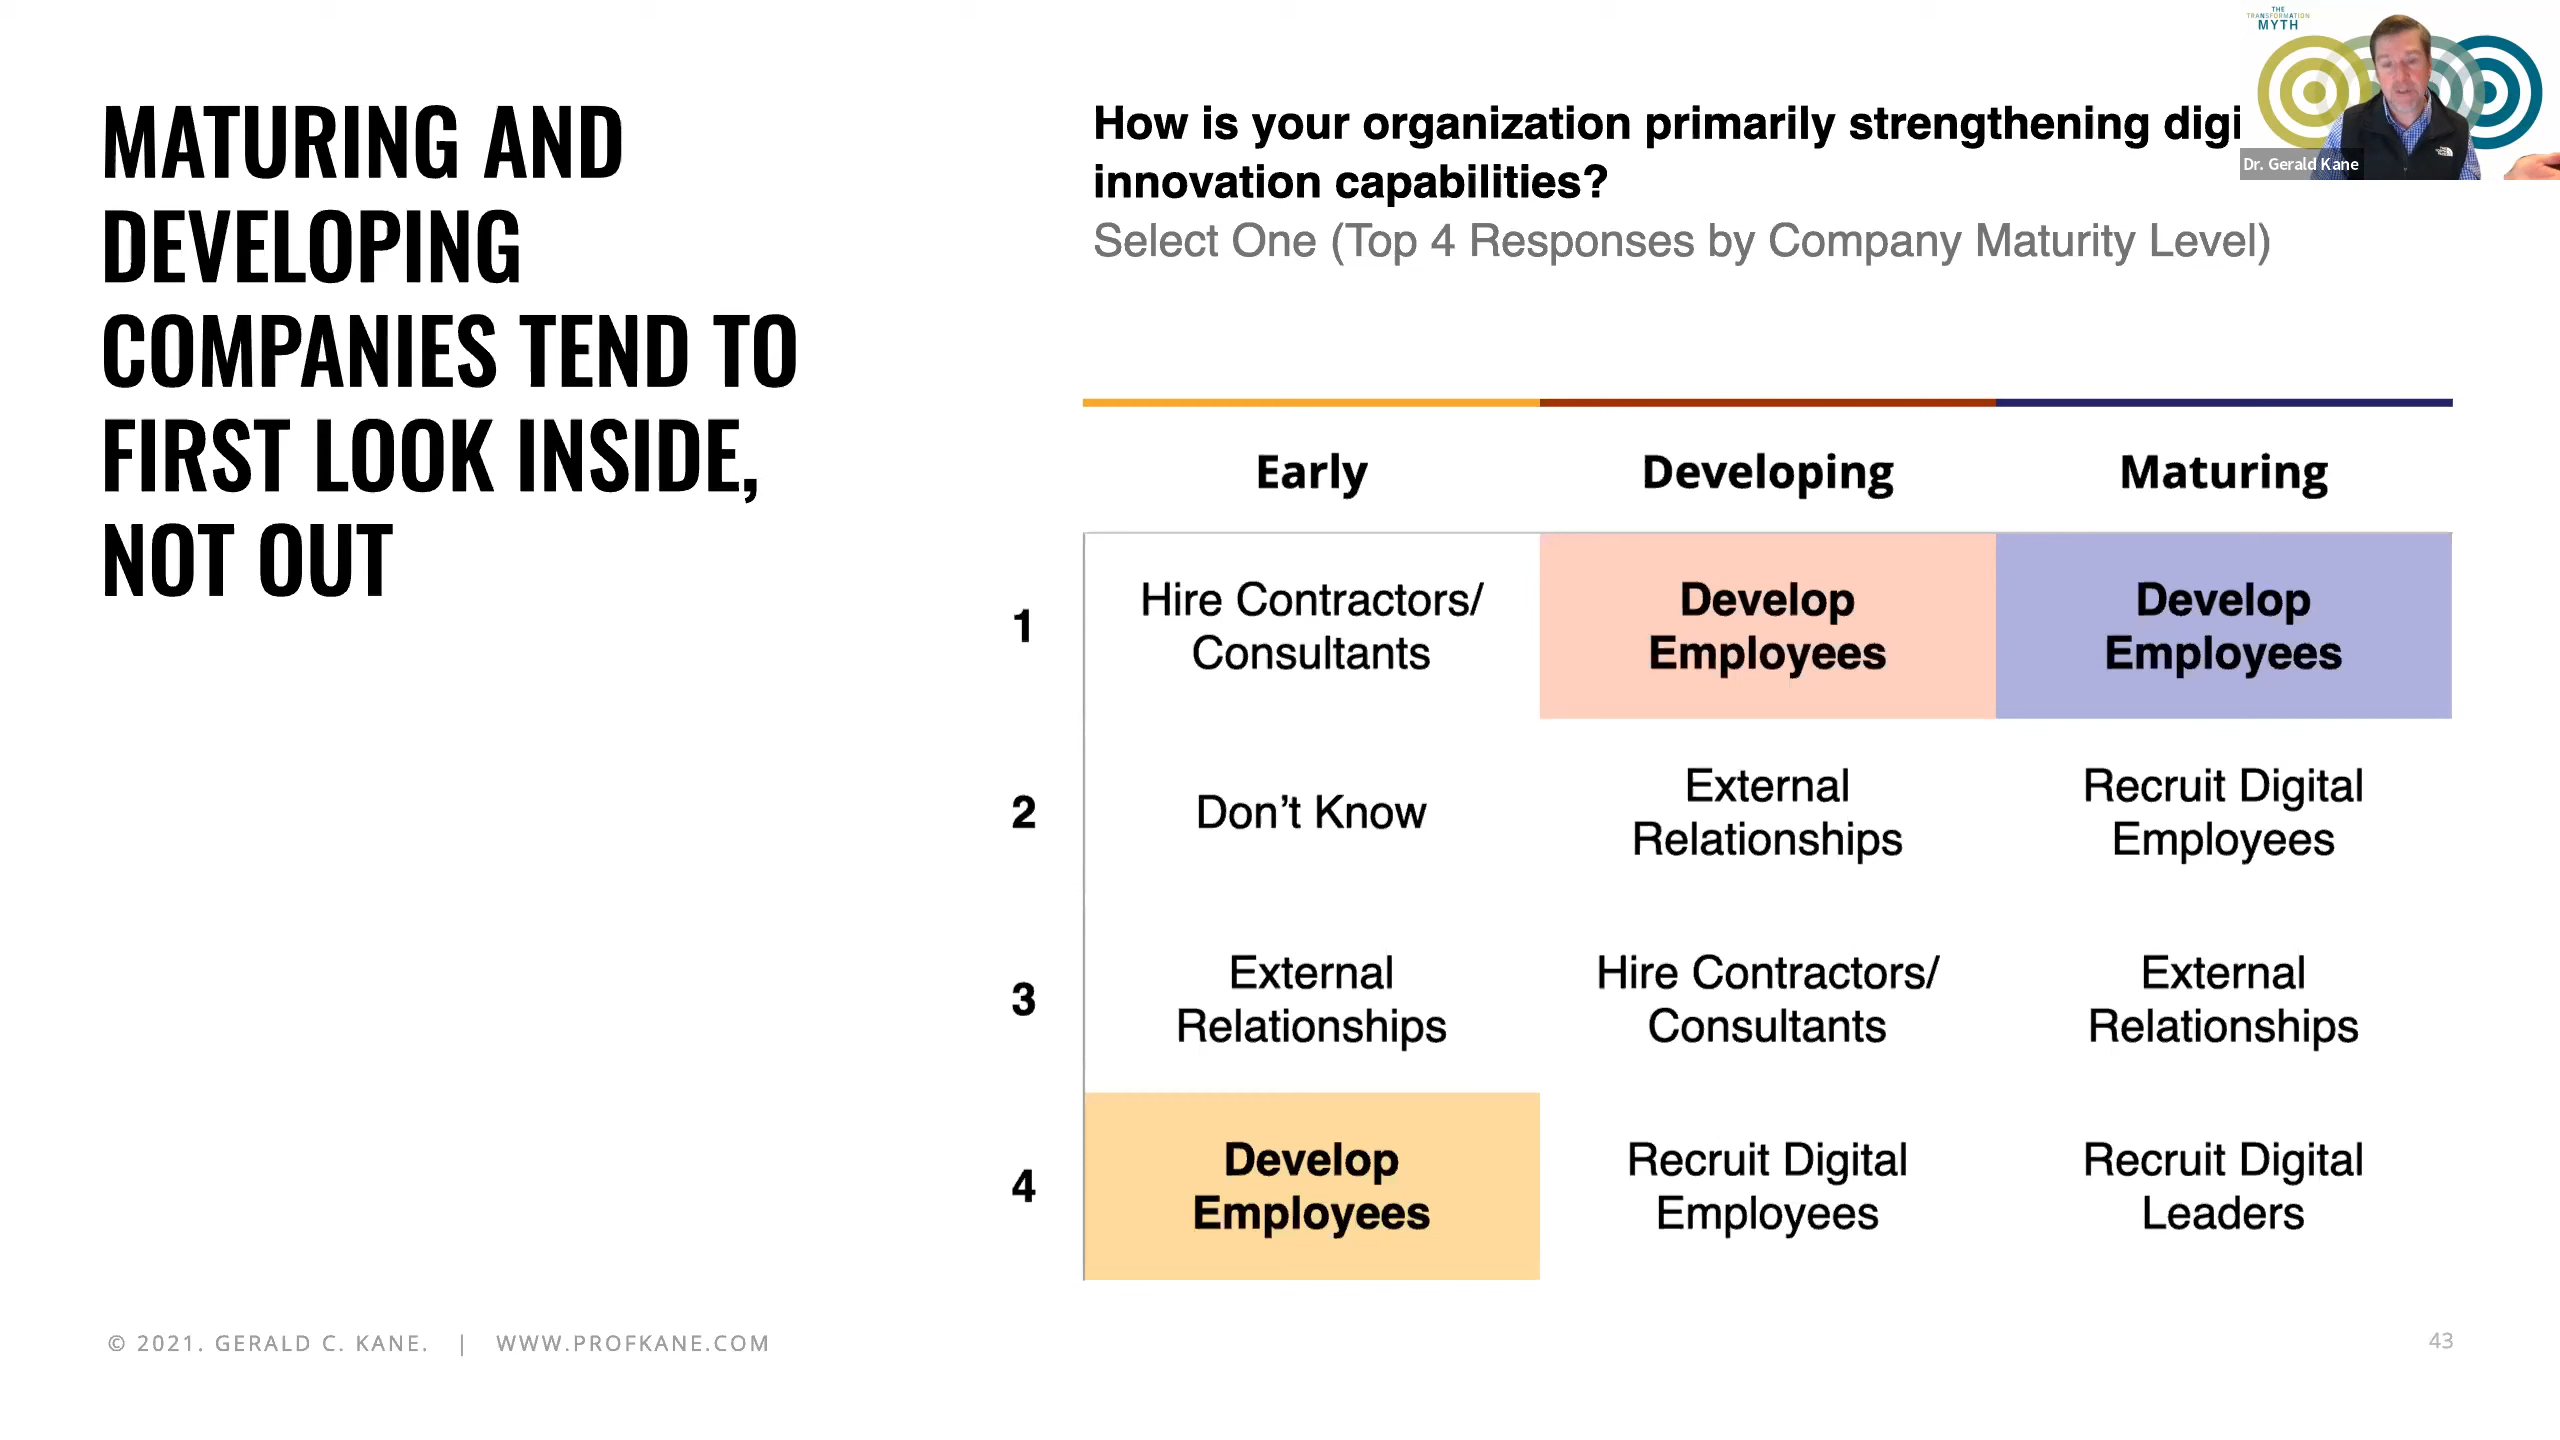 THE
TRANSFORMATION
MYTH
Dr. Gerald Kane
MATURING AND
DEVELOPING
COMPANIES TEND TO
FIRST LOOK INSIDE,
NOT OUT
How is your organization primarily strengthening digi
innovation capabilities?
Select One (Top 4 Responses by Company Maturity Level)
Early Developing Maturing
1 Hire Contractors/ Develop Develop
Consultants Employees Employees
2 Don’t Know External Recruit Digital
Relationships Employees
3 External Hire Contractors/ External
Relationships Consultants Relationships
4 Develop Recruit Digital Recruit Digital
Employees Employees Leaders
© 2021. GERALD C. KANE. | WWW.PROFKANE.COM
43